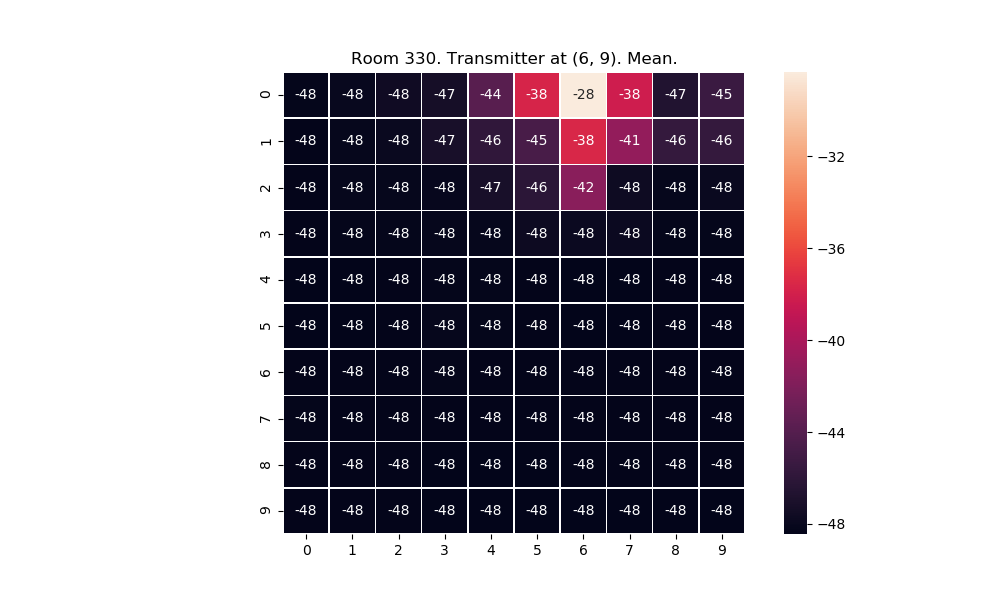 Room 330. Transmitter at (6, 9). Mean.
0 -48 -48 -48 -47 -44 -38 -28 -38 -47 -45
1 -48 -48 -48 -47 -46 -45 -38 -41 -46 -46
2 -48 -48 -48 -48 -47 -46 -42 -48 -48 -48
3 -48 -48 -48 -48 -48 -48 -48 -48 -48 -48
4 -48 -48 -48 -48 -48 -48 -48 -48 -48 -48
5 -48 -48 -48 -48 -48 -48 -48 -48 -48 -48
6 -48 -48 -48 -48 -48 -48 -48 -48 -48 -48
7 -48 -48 -48 -48 -48 -48 -48 -48 -48 -48
8 -48 -48 -48 -48 -48 -48 -48 -48 -48 -48
9 -48 -48 -48 -48 -48 -48 -48 -48 -48 -48
0 1 2 3 4 5 6 7 8 9
−32
−36
−40
−44
−48